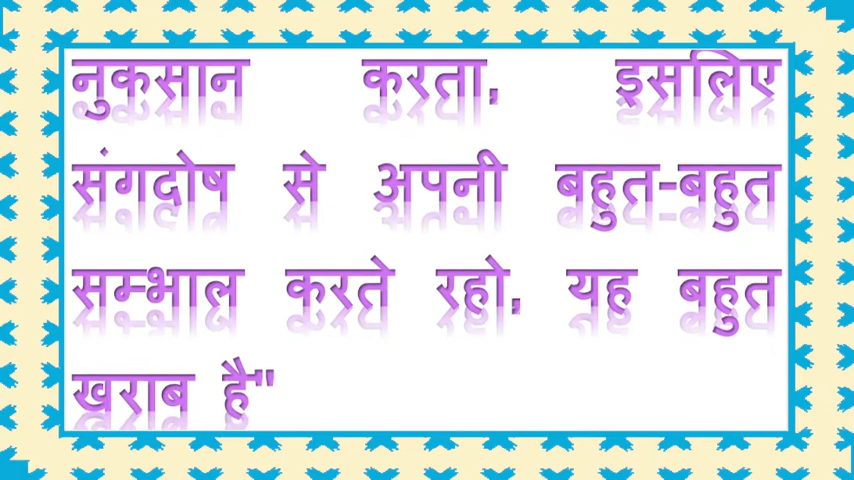 नुकसान करता, इसलिए
संगदोष से अपनी बहुत-बहुत
सम्भाल करते रहो, यह बहुत
खराब है"